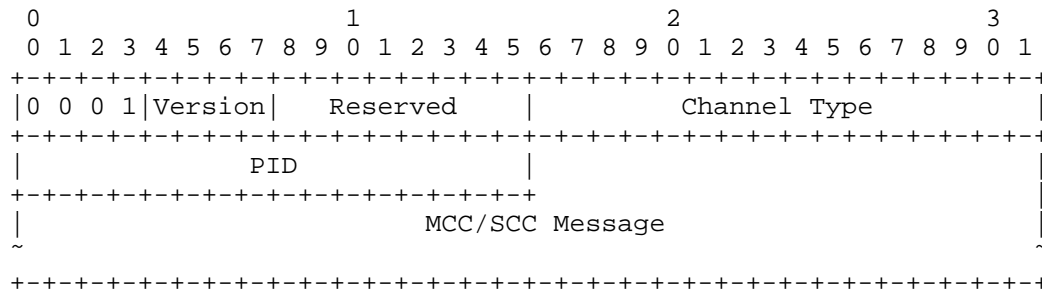 0                   1                   2                   3
 0 1 2 3 4 5 6 7 8 9 0 1 2 3 4 5 6 7 8 9 0 1 2 3 4 5 6 7 8 9 0 1
+-+-+-+-+-+-+-+-+-+-+-+-+-+-+-+-+-+-+-+-+-+-+-+-+-+-+-+-+-+-+-+-+
|0 0 0 1|Version|   Reserved    |         Channel Type          |
+-+-+-+-+-+-+-+-+-+-+-+-+-+-+-+-+-+-+-+-+-+-+-+-+-+-+-+-+-+-+-+-+
|              PID              |                               |
+-+-+-+-+-+-+-+-+-+-+-+-+-+-+-+-+                               |
|                         MCC/SCC Message                       |
~                                                               ~
+-+-+-+-+-+-+-+-+-+-+-+-+-+-+-+-+-+-+-+-+-+-+-+-+-+-+-+-+-+-+-+-+